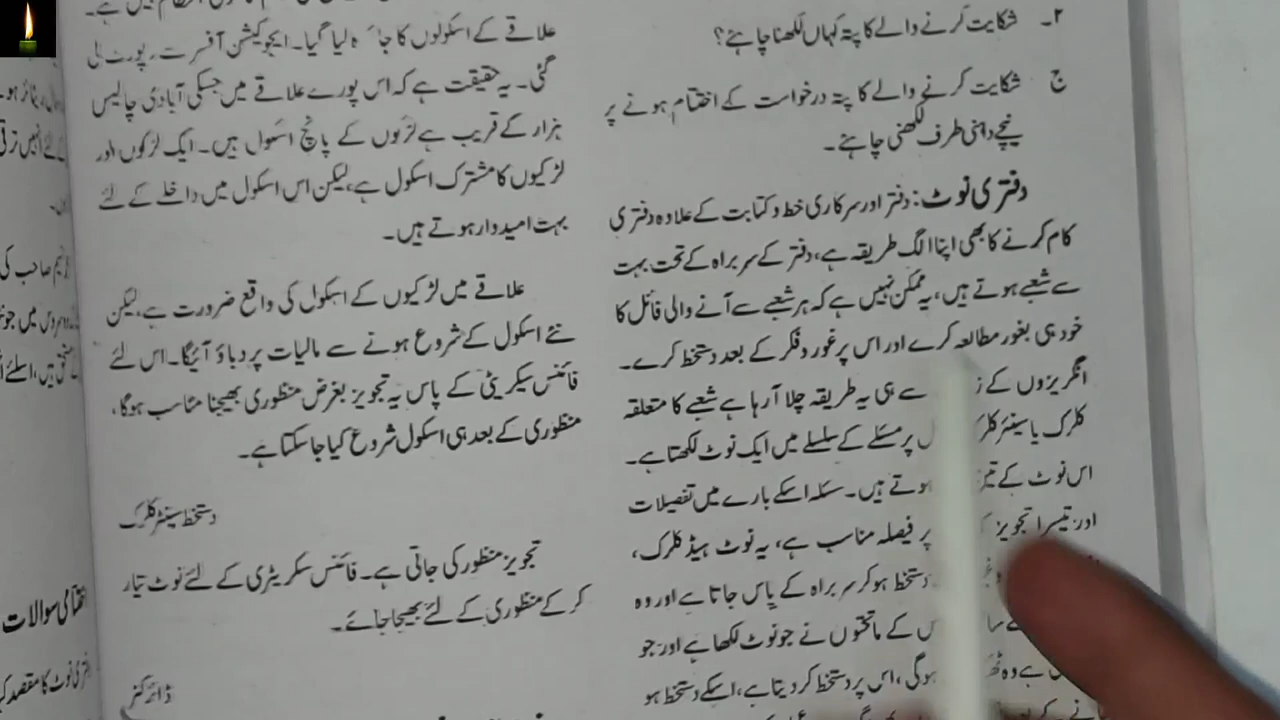 ۲۔ شکایت کرنے والے کا پتہ کہاں لکھنا چاہئے؟
ج شکایت کرنے والے کا پتہ درخواست کے اختتام ہونے پر
نیچے داہنی طرف لکھنی چاہئے۔
دفتری نوٹ: دفتر اور سرکاری خط و کتابت کے علاوہ دفتری
کام کرنے کا بھی اپنا الگ طریقہ ہے، دفتر کے سربراہ کے تحت بہت
سے شعبے ہوتے ہیں، یہ ممکن نہیں ہے کہ ہر شعبے سے آنے والی فائل کا
خود ہی بغور مطالعہ کرے اور اس پر غور و فکر کے بعد دستخط کرے۔
انگریزوں کے سے ہی یہ طریقہ چلا آرہا ہے شعبے کا متعلقہ
کلرک یا سینئر کلرک پر مسئلے کے سلسلے میں ایک نوٹ لکھتا ہے۔
اس نوٹ کے ہوتے ہیں۔ مسئلہ اسکے بارے میں تفصیلات
اور تیسرا تجویز پر فیصلہ مناسب ہے، یہ نوٹ ہیڈ کلرک،
دستخط ہوکر سربراہ کے پاس جاتا ہے اور وہ
کے ماتحتوں نے جو نوٹ لکھا ہے اور جو
ہے وہ ہوگی، اس پر دستخط کردیتا ہے، اسکے دستخط ہو
علاقے کے اسکولوں کا جائزہ لیا گیا۔ ایجوکیشن آفسر سے رپورٹ لی
گئی۔ یہ حقیقت ہے کہ اس پورے علاقے میں جسکی آبادی چالیس
ہزار کے قریب ہے لڑکوں کے پانچ اسکول ہیں۔ ایک لڑکوں اور
لڑکیوں کا مشترک اسکول ہے، لیکن اس اسکول میں داخلے کے لئے
بہت امیدوار ہوتے ہیں۔
علاقے میں لڑکیوں کے اسکول کی واقع ضرورت ہے، لیکن
نئے اسکول کے شروع ہونے سے مالیات پر دباؤ آئیگا۔ اس لئے
فائنس سیکریٹی کے پاس یہ تجویز بغرض منظوری بھیجنا مناسب ہوگا،
منظوری کے بعد ہی اسکول شروع کیا جاسکتا ہے۔
دستخط سینئر کلرک
تجویز منظور کی جاتی ہے۔ فائنس سکریٹری کے لئے نوٹ تیار
کرکے منظوری کے لئے بھیجا جائے۔
ڈائرکٹر